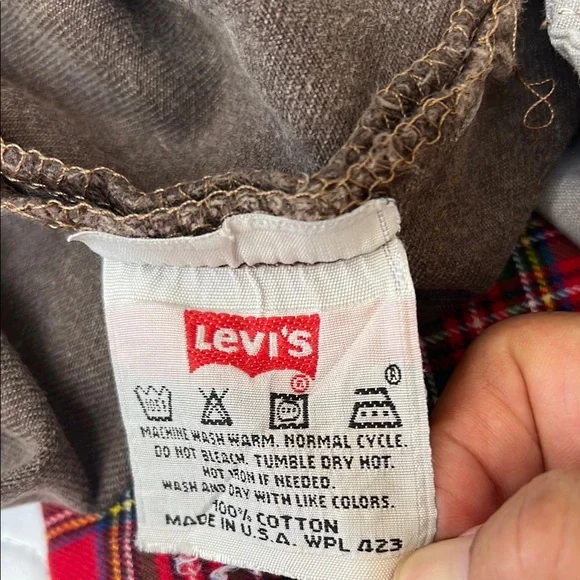 LEVI'S
®
®
105°F
MACHINE WASH WARM. NORMAL CYCLE.
DO NOT BLEACH. TUMBLE DRY HOT.
HOT IRON IF NEEDED.
WASH AND DRY WITH LIKE COLORS.
100% COTTON
MADE IN U.S.A. WPL 423